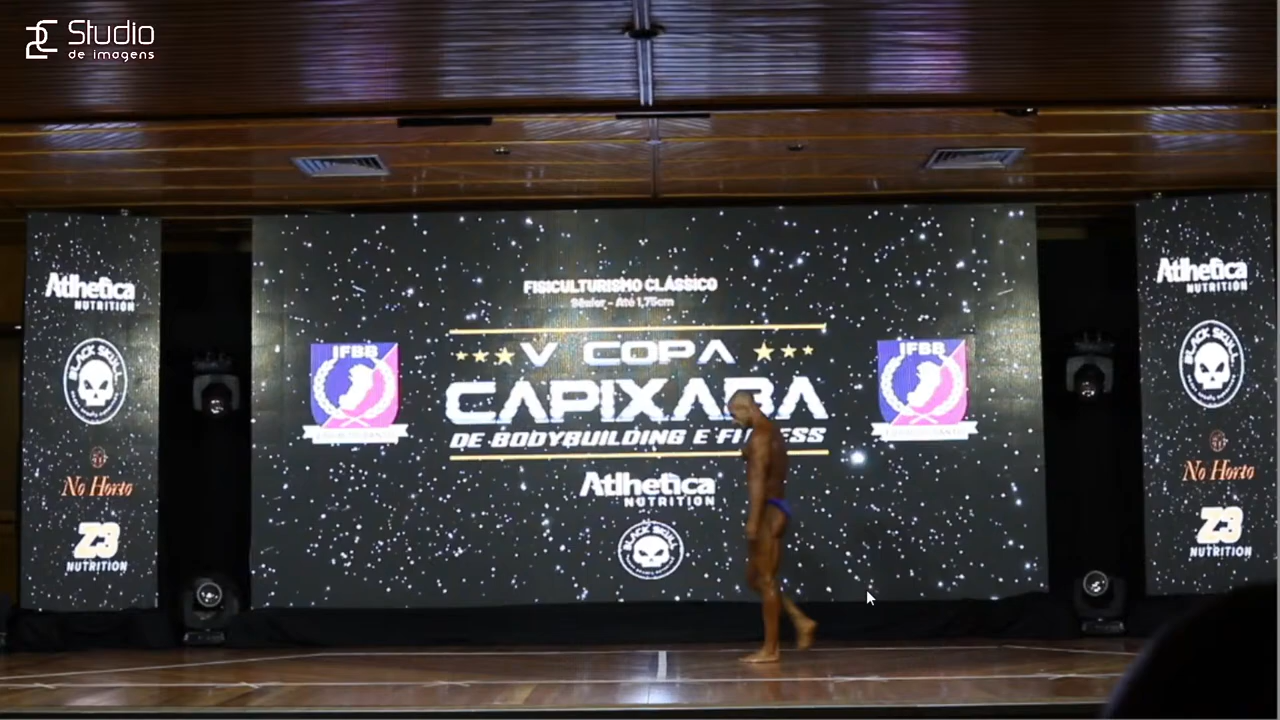 Studio
de imagens
Atlhetica
NUTRITION
BLACK SKULL
No Horto
Z3
NUTRITION
FISICULTURISMO CLÁSSICO
Sênior - Até 1,75cm
V COPA
CAPIXABA
DE BODYBUILDING E
IFBB
IFBB
Atlhetica
NUTRITION
BLACK SKULL
Atlhetica
NUTRITION
BLACK SKULL
No Horto
Z3
NUTRITION